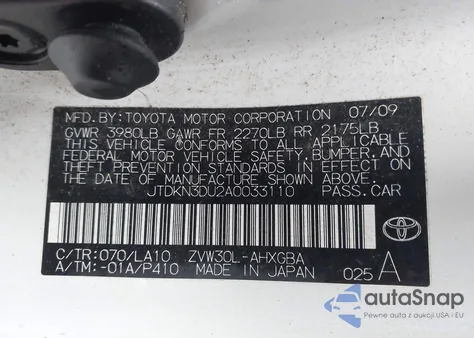 MFD. BY: TOYOTA MOTOR CORPORATION 07/09
GVWR 3980LB GAWR FR 2270LB RR 2175LB
THIS VEHICLE CONFORMS TO ALL APPLICABLE
FEDERAL MOTOR VEHICLE SAFETY, BUMPER, AND
THEFT PREVENTION STANDARDS IN EFFECT ON
THE DATE OF MANUFACTURE SHOWN ABOVE.
JTDKN3DU2A0033110 PASS. CAR
C/TR: 070/LA10 ZVW30L-AHXGBA
A/TM: -01A/P410 MADE IN JAPAN 025 A
autoSnap
Pewne auta z aukcji USA i EU